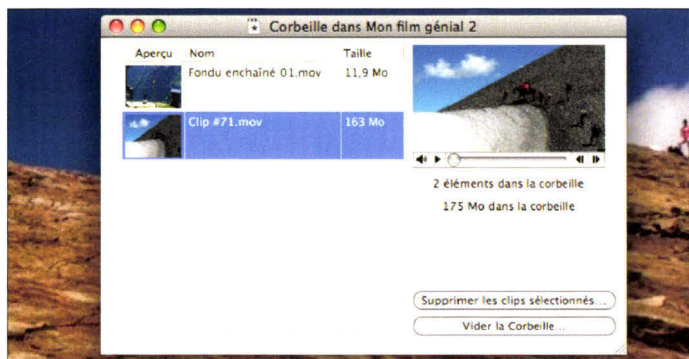 Corbeille dans Mon film génial 2
Aperçu Nom Taille
Fondu enchaîné 01.mov 11,9 Mo
Clip #71.mov 163 Mo
2 éléments dans la corbeille
175 Mo dans la corbeille
Supprimer les clips sélectionnés...
Vider la Corbeille...